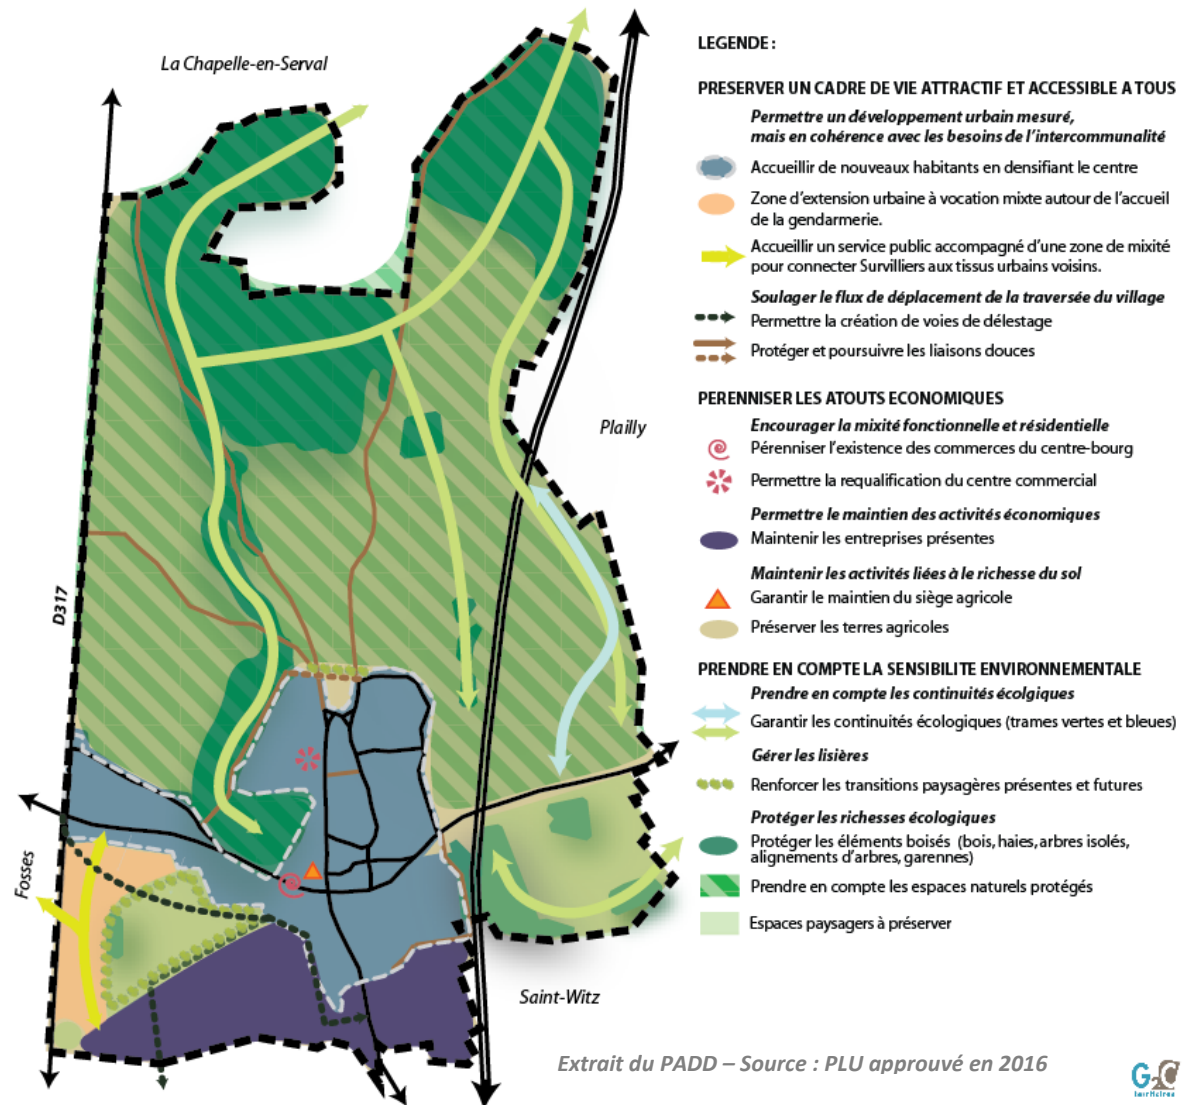 La Chapelle-en-Serval
D317
Fosses
Plailly
Saint-Witz
LEGENDE :
PRESERVER UN CADRE DE VIE ATTRACTIF ET ACCESSIBLE A TOUS
Permettre un développement urbain mesuré,
mais en cohérence avec les besoins de l'intercommunalité
Accueillir de nouveaux habitants en densifiant le centre
Zone d'extension urbaine à vocation mixte autour de l'accueil
de la gendarmerie.
Accueillir un service public accompagné d'une zone de mixité
pour connecter Survilliers aux tissus urbains voisins.
Soulager le flux de déplacement de la traversée du village
Permettre la création de voies de délestage
Protéger et poursuivre les liaisons douces
PERENNISER LES ATOUTS ECONOMIQUES
Encourager la mixité fonctionnelle et résidentielle
Pérenniser l'existence des commerces du centre-bourg
Permettre la requalification du centre commercial
Permettre le maintien des activités économiques
Maintenir les entreprises présentes
Maintenir les activités liées à le richesse du sol
Garantir le maintien du siège agricole
Préserver les terres agricoles
PRENDRE EN COMPTE LA SENSIBILITE ENVIRONNEMENTALE
Prendre en compte les continuités écolgiques
Garantir les continuités écologiques (trames vertes et bleues)
Gérer les lisières
Renforcer les transitions paysagères présentes et futures
Protéger les richesses écologiques
Protéger les éléments boisés (bois, haies, arbres isolés,
alignements d'arbres, garennes)
Prendre en compte les espaces naturels protégés
Espaces paysagers à préserver
Extrait du PADD – Source : PLU approuvé en 2016
G2C
territoires